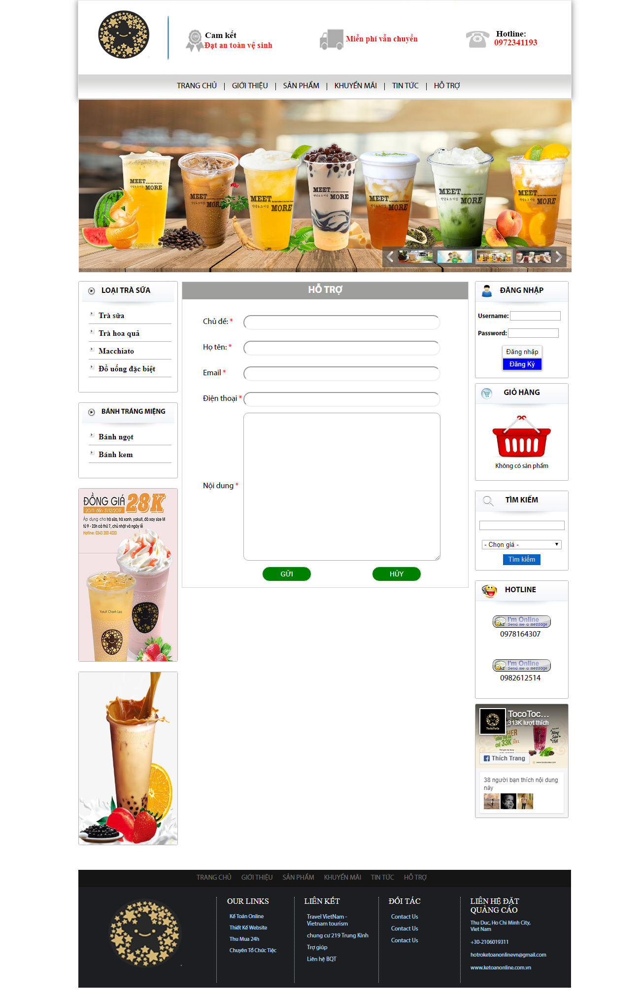 Cam kết
Đạt an toàn vệ sinh
Miễn phí vẫn chuyển
Hotline:
0972341193
TRANG CHỦ | GIỚI THIỆU | SẢN PHẨM | KHUYỂN MÃI | TIN TỨC | HỖ TRỢ
MEET MORE
MEET MORE
MEET MORE
MEET MORE
MEET MORE
MEET MORE
MEET MORE
LOẠI TRÀ SỮA
Trà sữa
Trà hoa quả
Macchiato
Đồ uống đặc biệt
BÁNH TRÁNG MIỆNG
Bánh ngọt
Bánh kem
ĐỒNG GIÁ 28K
20/11 đến 31/12/2017
Áp dụng cho trà sữa, trà xanh, yakult, đá xay size M
từ 9 - 23h cả thứ 7, chủ nhật và ngày lễ
Hotline: 0243 200 4020
Yakult Chanh Leo
HỖ TRỢ
Chủ đề: *
Họ tên: *
Email *
Điện thoại *
Nội dung *
GỬI
HỦY
ĐĂNG NHẬP
Username:
Password:
Đăng nhập
Đăng Ký
GIỎ HÀNG
Không có sản phẩm
TÌM KIẾM
- Chọn giá -
Tìm kiếm
HOTLINE
I'm Online
Send me a message
0978164307
I'm Online
Send me a message
0982612514
TocoToc...
313K lượt thích
TOCOTOCO
CHỈ 33K
SIZE L
Nông Sản Việt
www.tocotocotea.com
Thích Trang
38 người bạn thích nội dung
này
TRANG CHỦ GIỚI THIỆU SẢN PHẨM KHUYẾN MÃI TIN TỨC HỖ TRỢ
OUR LINKS
Kế Toán Online
Thiết Kế Website
Thu Mua 24h
Chuyên Tổ Chức Tiệc
LIÊN KẾT
Travel VietNam -
Vietnam tourism
chung cư 219 Trung Kính
Trợ giúp
Liên hệ BQT
ĐỐI TÁC
Contact Us
Contact Us
Contact Us
LIÊN HỆ ĐẶT
QUẢNG CÁO
Thu Duc, Ho Chi Minh City,
Viet Nam
+30-2106019311
hotroketoanonlinevn@gmail.com
www.ketoanonline.com.vn